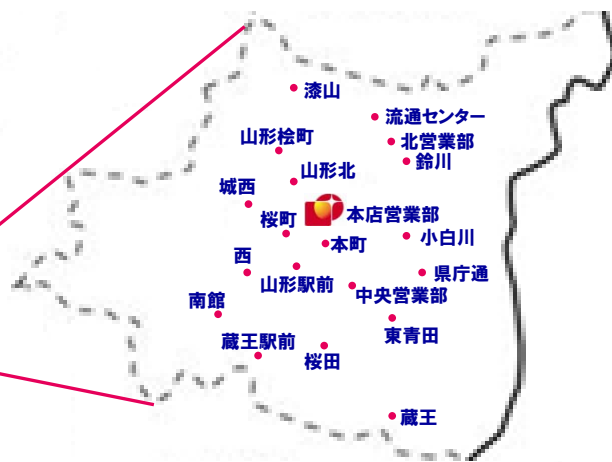 漆山
流通センター
山形桧町
北営業部
鈴川
山形北
城西
本店営業部
桜町
小白川
本町
西
山形駅前
県庁通
中央営業部
南館
東青田
蔵王駅前
桜田
蔵王